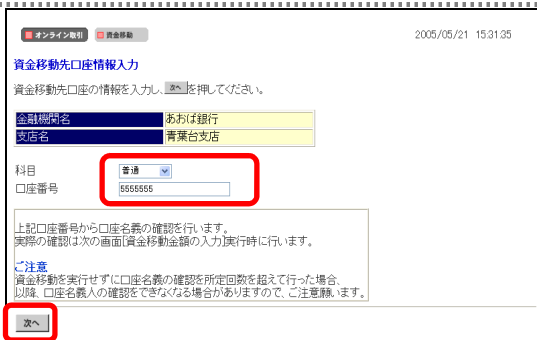 オンライン取引 資金移動 2005/05/21 15:31:35
資金移動先口座情報入力
資金移動先口座の情報を入力し、次へを押してください。
金融機関名 あおば銀行
支店名 青葉台支店
科目 普通
口座番号 5555555
上記口座番号から口座名義の確認を行います。
実際の確認は次の画面[資金移動金額の入力]実行時に行います。
ご注意
資金移動を実行せずに口座名義の確認を所定回数を超えて行った場合、
以降、口座名義人の確認をできなくなる場合がありますので、ご注意願います。
次へ